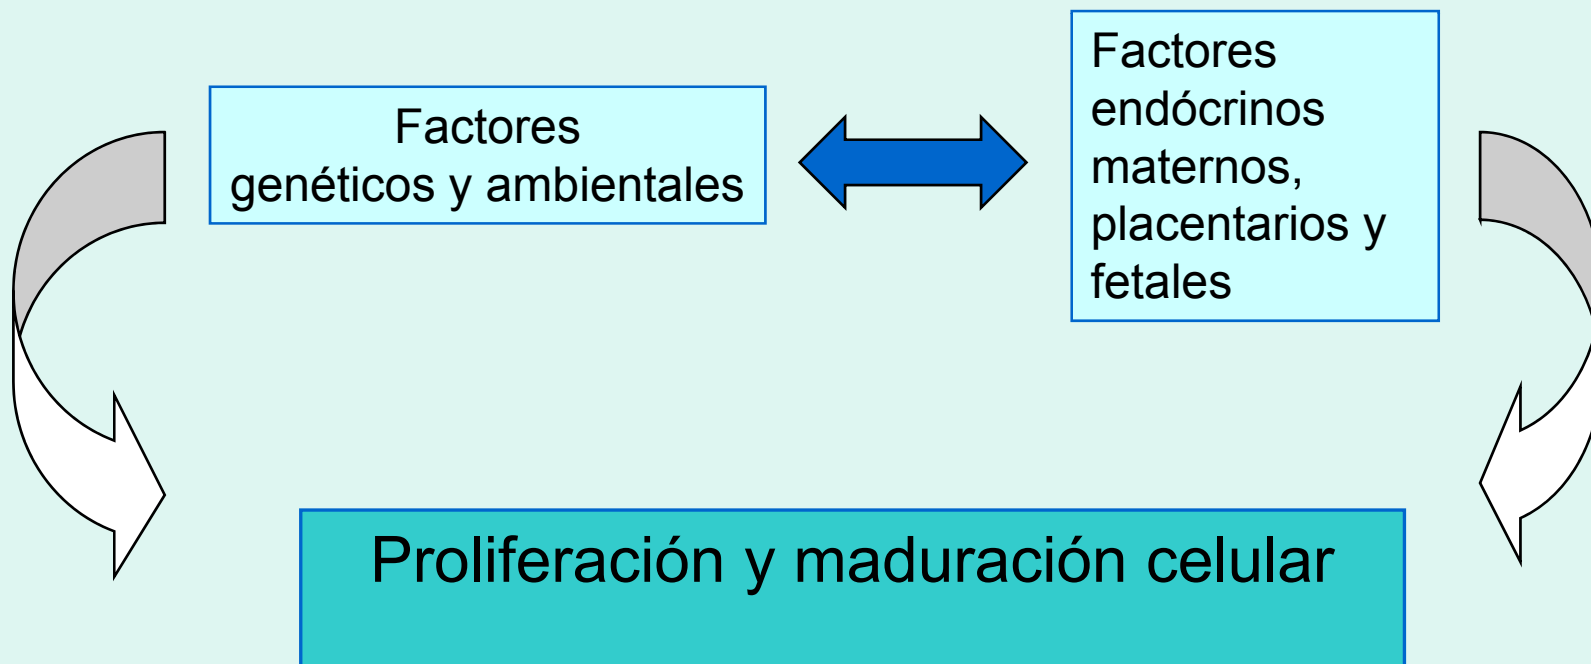 Factores
genéticos y ambientales
Factores
endócrinos
maternos,
placentarios y
fetales
Proliferación y maduración celular